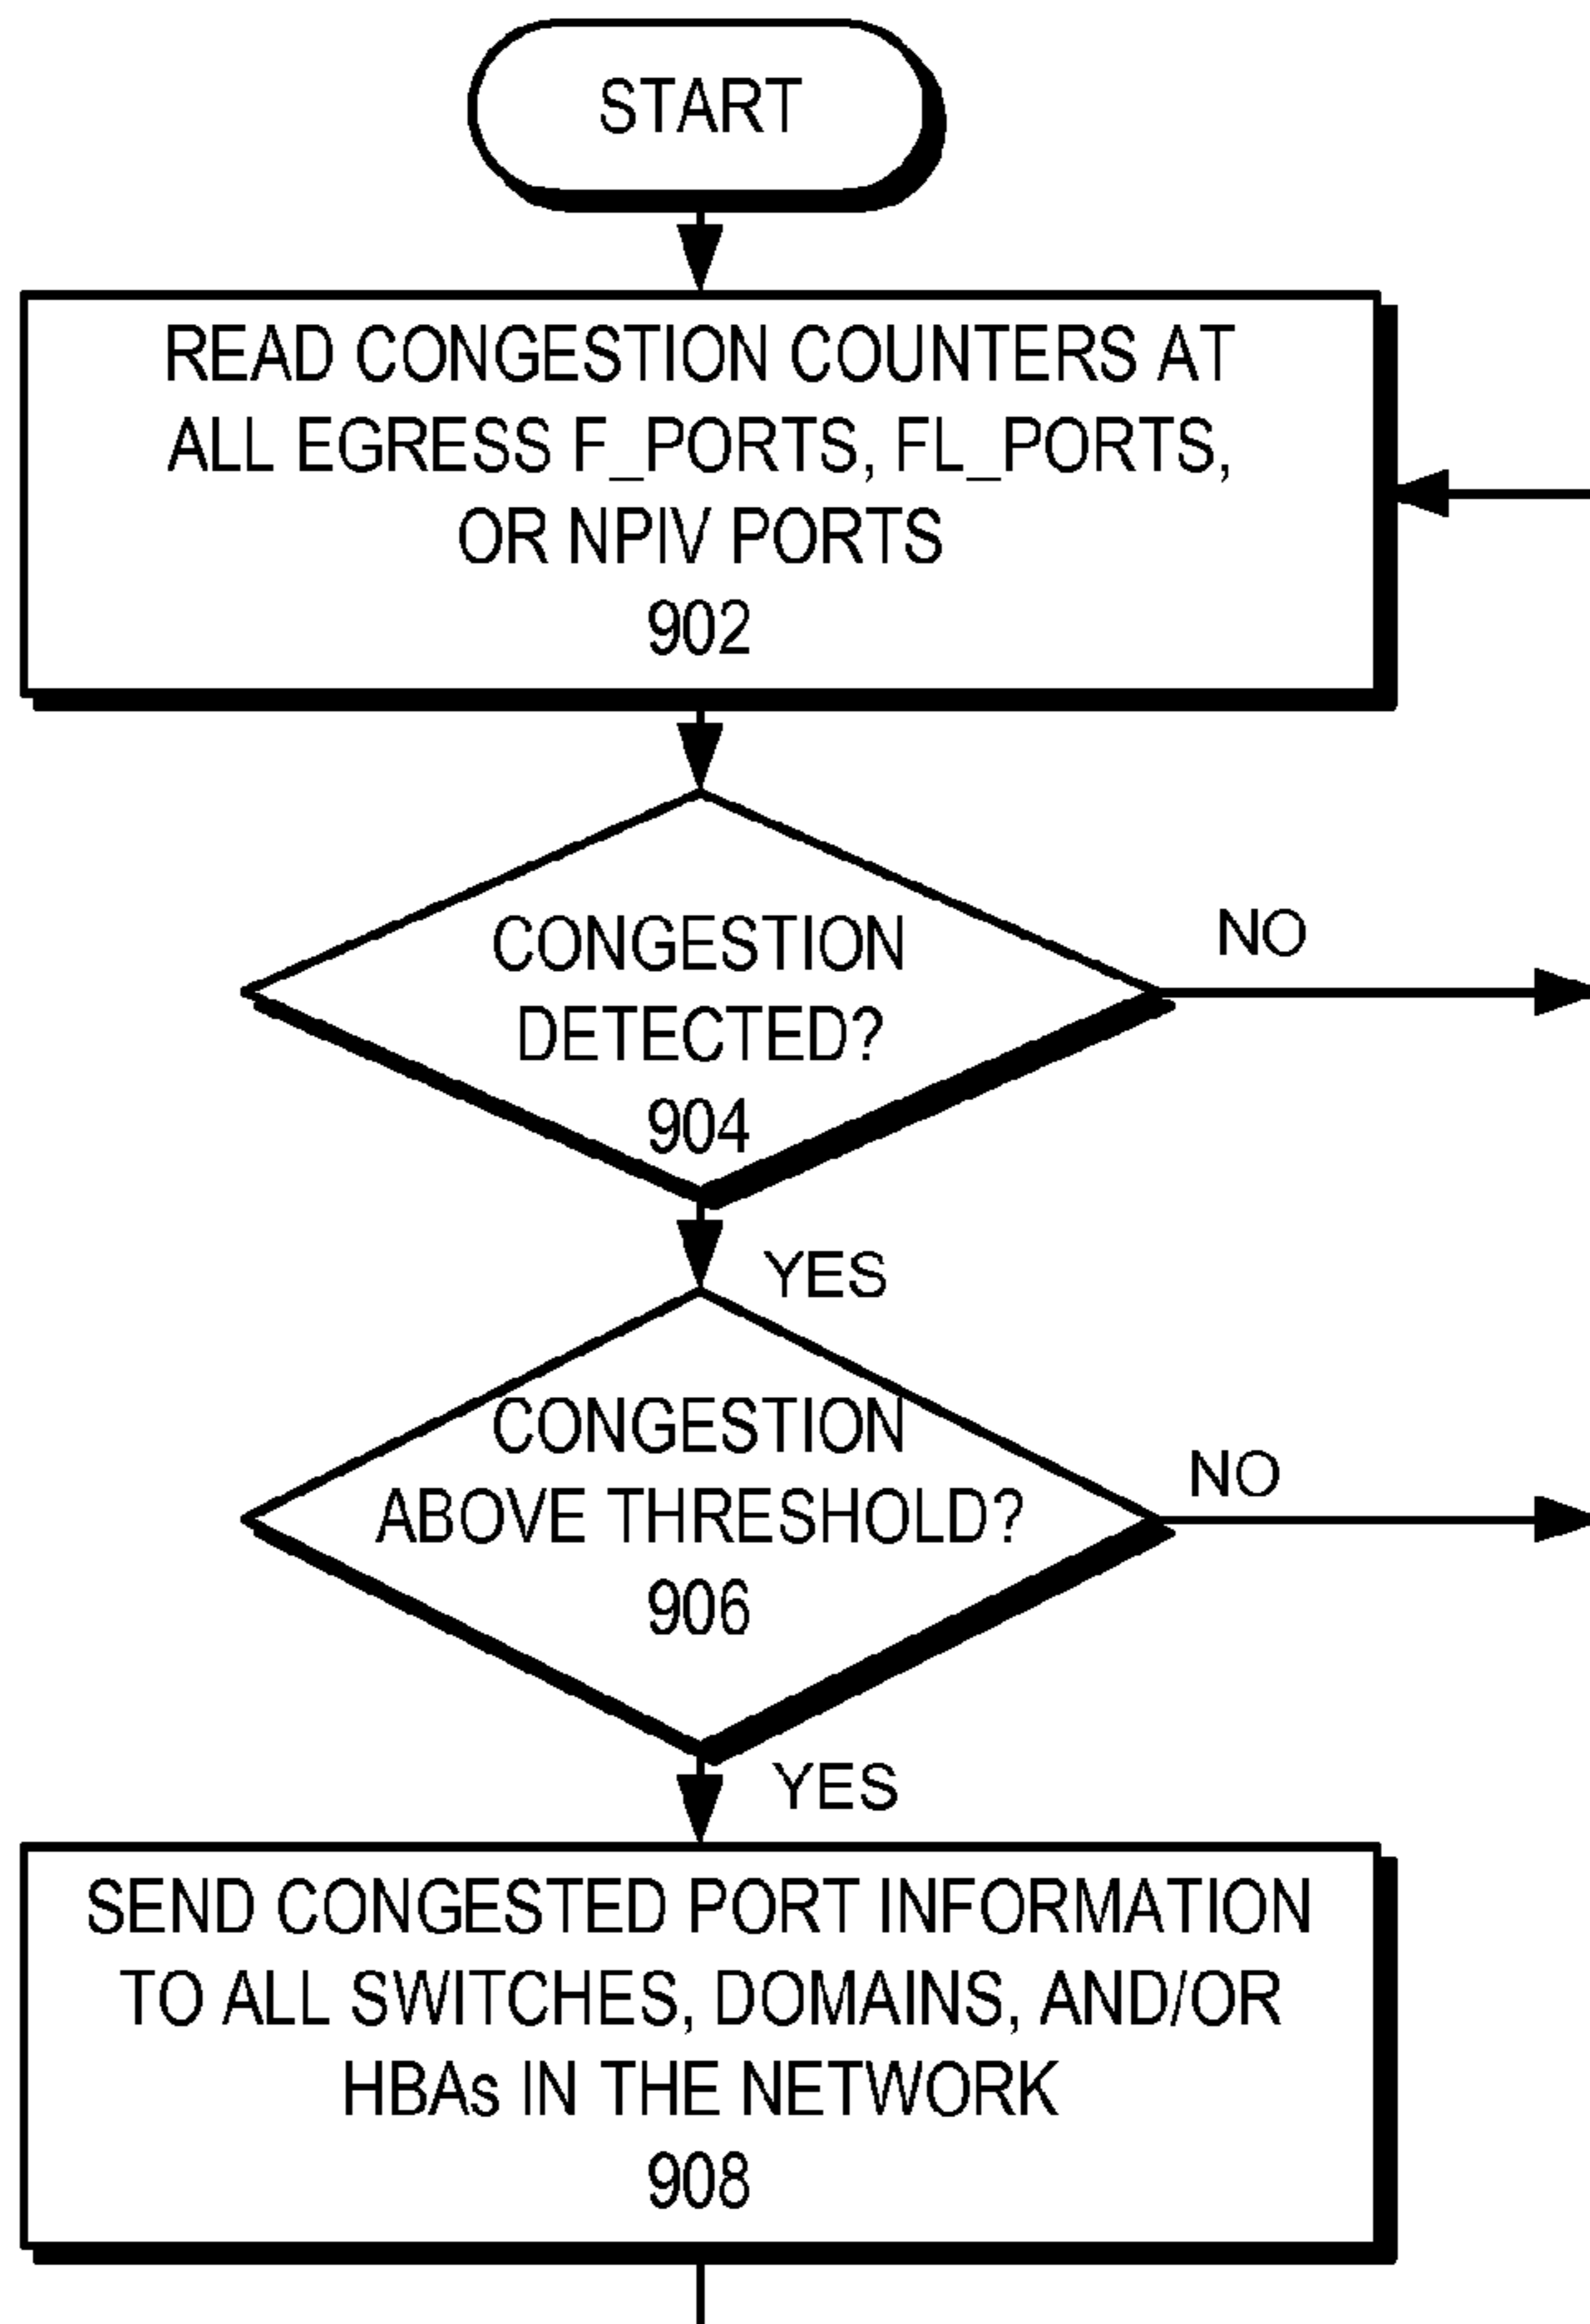 START
READ CONGESTION COUNTERS AT
ALL EGRESS F_PORTS, FL_PORTS,
OR NPIV PORTS
902
CONGESTION
DETECTED?
904
NO
YES
CONGESTION
ABOVE THRESHOLD?
906
NO
YES
SEND CONGESTED PORT INFORMATION
TO ALL SWITCHES, DOMAINS, AND/OR
HBAs IN THE NETWORK
908